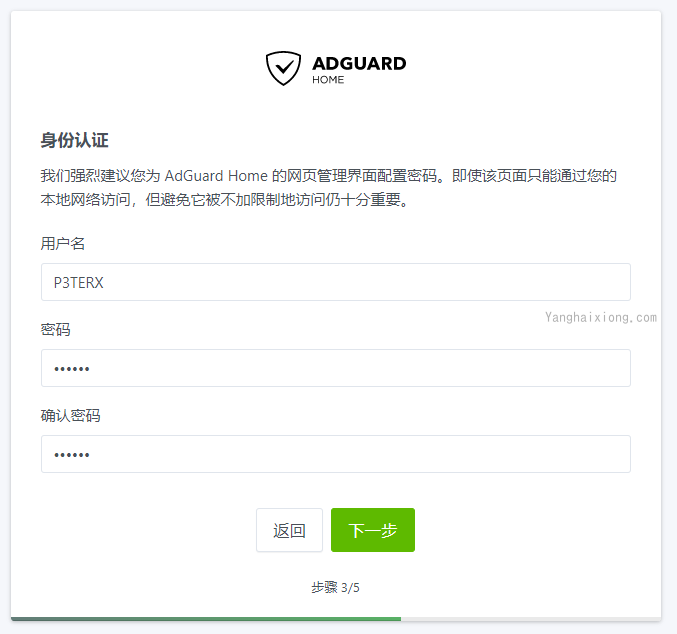 ADGUARD
HOME
身份认证
我们强烈建议您为 AdGuard Home 的网页管理界面配置密码。即使该页面只能通过您的
本地网络访问，但避免它被不加限制地访问仍十分重要。
用户名
P3TERX
Yanghaixiong.com
密码
••••••
确认密码
••••••
返回 下一步
步骤 3/5